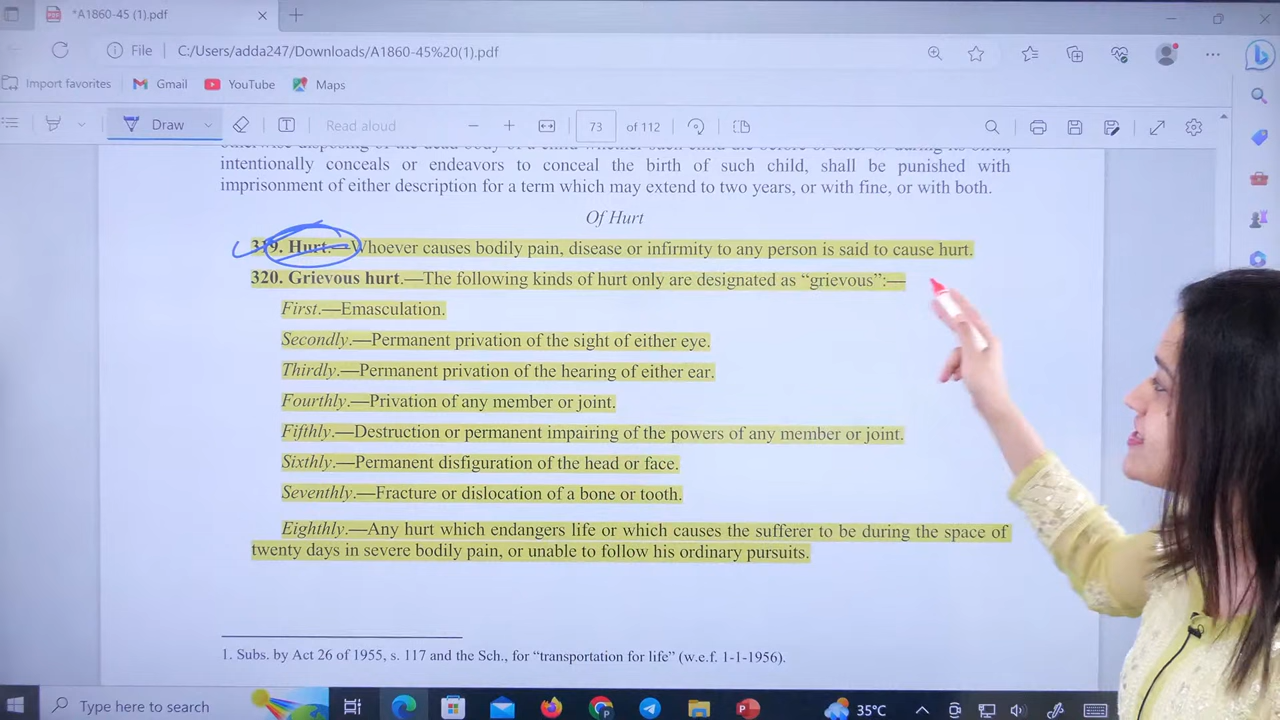 *A1860-45 (1).pdf
File C:/Users/adda247/Downloads/A1860-45%20(1).pdf
Import favorites Gmail YouTube Maps
Draw Read aloud 73 of 112
intentionally conceals or endeavors to conceal the birth of such child, shall be punished with
imprisonment of either description for a term which may extend to two years, or with fine, or with both.
Of Hurt
319. Hurt.—Whoever causes bodily pain, disease or infirmity to any person is said to cause hurt.
320. Grievous hurt.—The following kinds of hurt only are designated as “grievous”:—
First.—Emasculation.
Secondly.—Permanent privation of the sight of either eye.
Thirdly.—Permanent privation of the hearing of either ear.
Fourthly.—Privation of any member or joint.
Fifthly.—Destruction or permanent impairing of the powers of any member or joint.
Sixthly.—Permanent disfiguration of the head or face.
Seventhly.—Fracture or dislocation of a bone or tooth.
Eighthly.—Any hurt which endangers life or which causes the sufferer to be during the space of
twenty days in severe bodily pain, or unable to follow his ordinary pursuits.
1. Subs. by Act 26 of 1955, s. 117 and the Sch., for “transportation for life” (w.e.f. 1-1-1956).
Type here to search 35°C